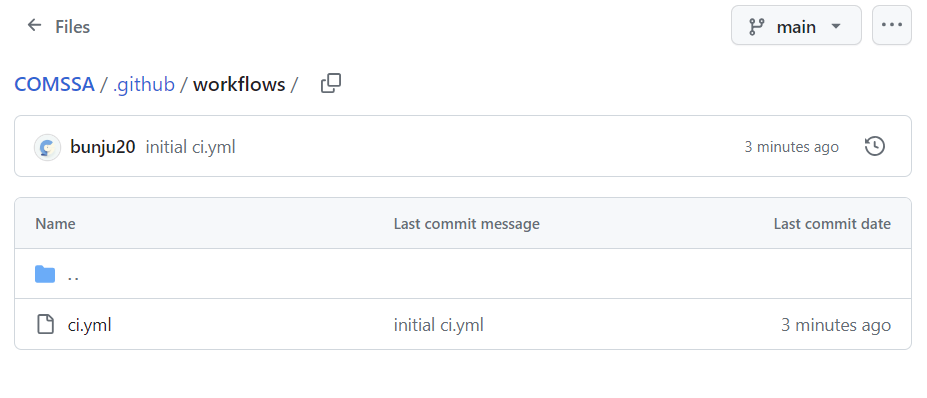 Files
main
COMSSA / .github / workflows /
bunju20 initial ci.yml 3 minutes ago
Name Last commit message Last commit date
..
ci.yml initial ci.yml 3 minutes ago